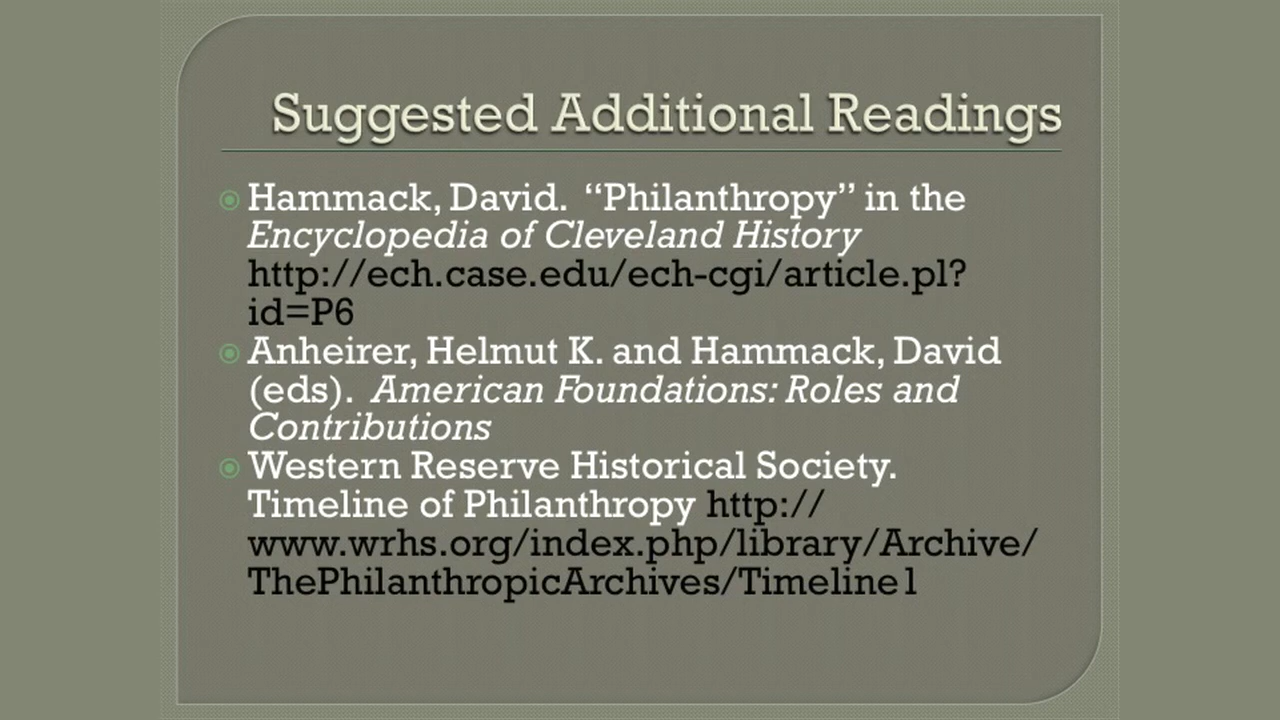 Suggested Additional Readings
Hammack, David.  “Philanthropy” in the
Encyclopedia of Cleveland History
http://ech.case.edu/ech-cgi/article.pl?
id=P6
Anheirer, Helmut K. and Hammack, David
(eds).  American Foundations: Roles and
Contributions
Western Reserve Historical Society.
Timeline of Philanthropy http://
www.wrhs.org/index.php/library/Archive/
ThePhilanthropicArchives/Timeline1